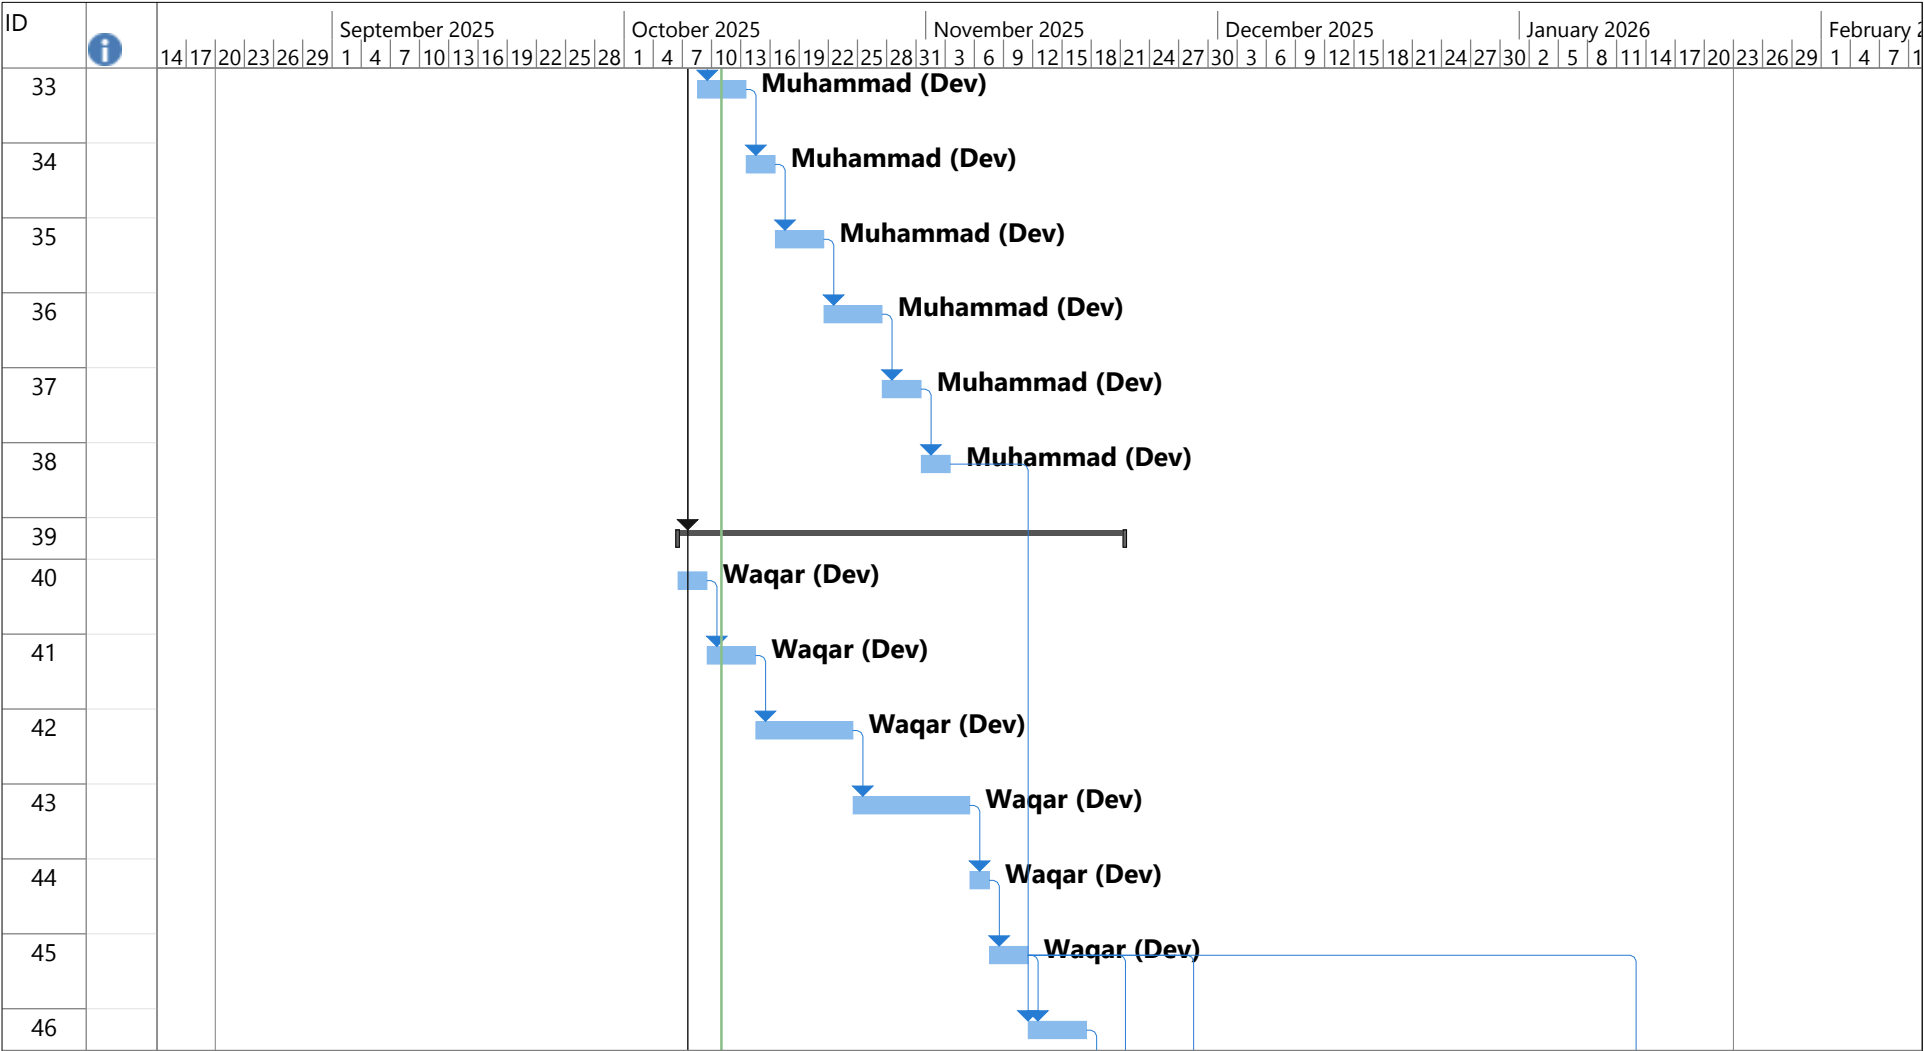 ID
September 2025 October 2025 November 2025 December 2025 January 2026 February
14 17 20 23 26 29 1 4 7 10 13 16 19 22 25 28 1 4 7 10 13 16 19 22 25 28 31 3 6 9 12 15 18 21 24 27 30 3 6 9 12 15 18 21 24 27 30 2 5 8 11 14 17 20 23 26 29 1 4 7
33 Muhammad (Dev)
34 Muhammad (Dev)
35 Muhammad (Dev)
36 Muhammad (Dev)
37 Muhammad (Dev)
38 Muhammad (Dev)
39
40 Waqar (Dev)
41 Waqar (Dev)
42 Waqar (Dev)
43 Waqar (Dev)
44 Waqar (Dev)
45 Waqar (Dev)
46